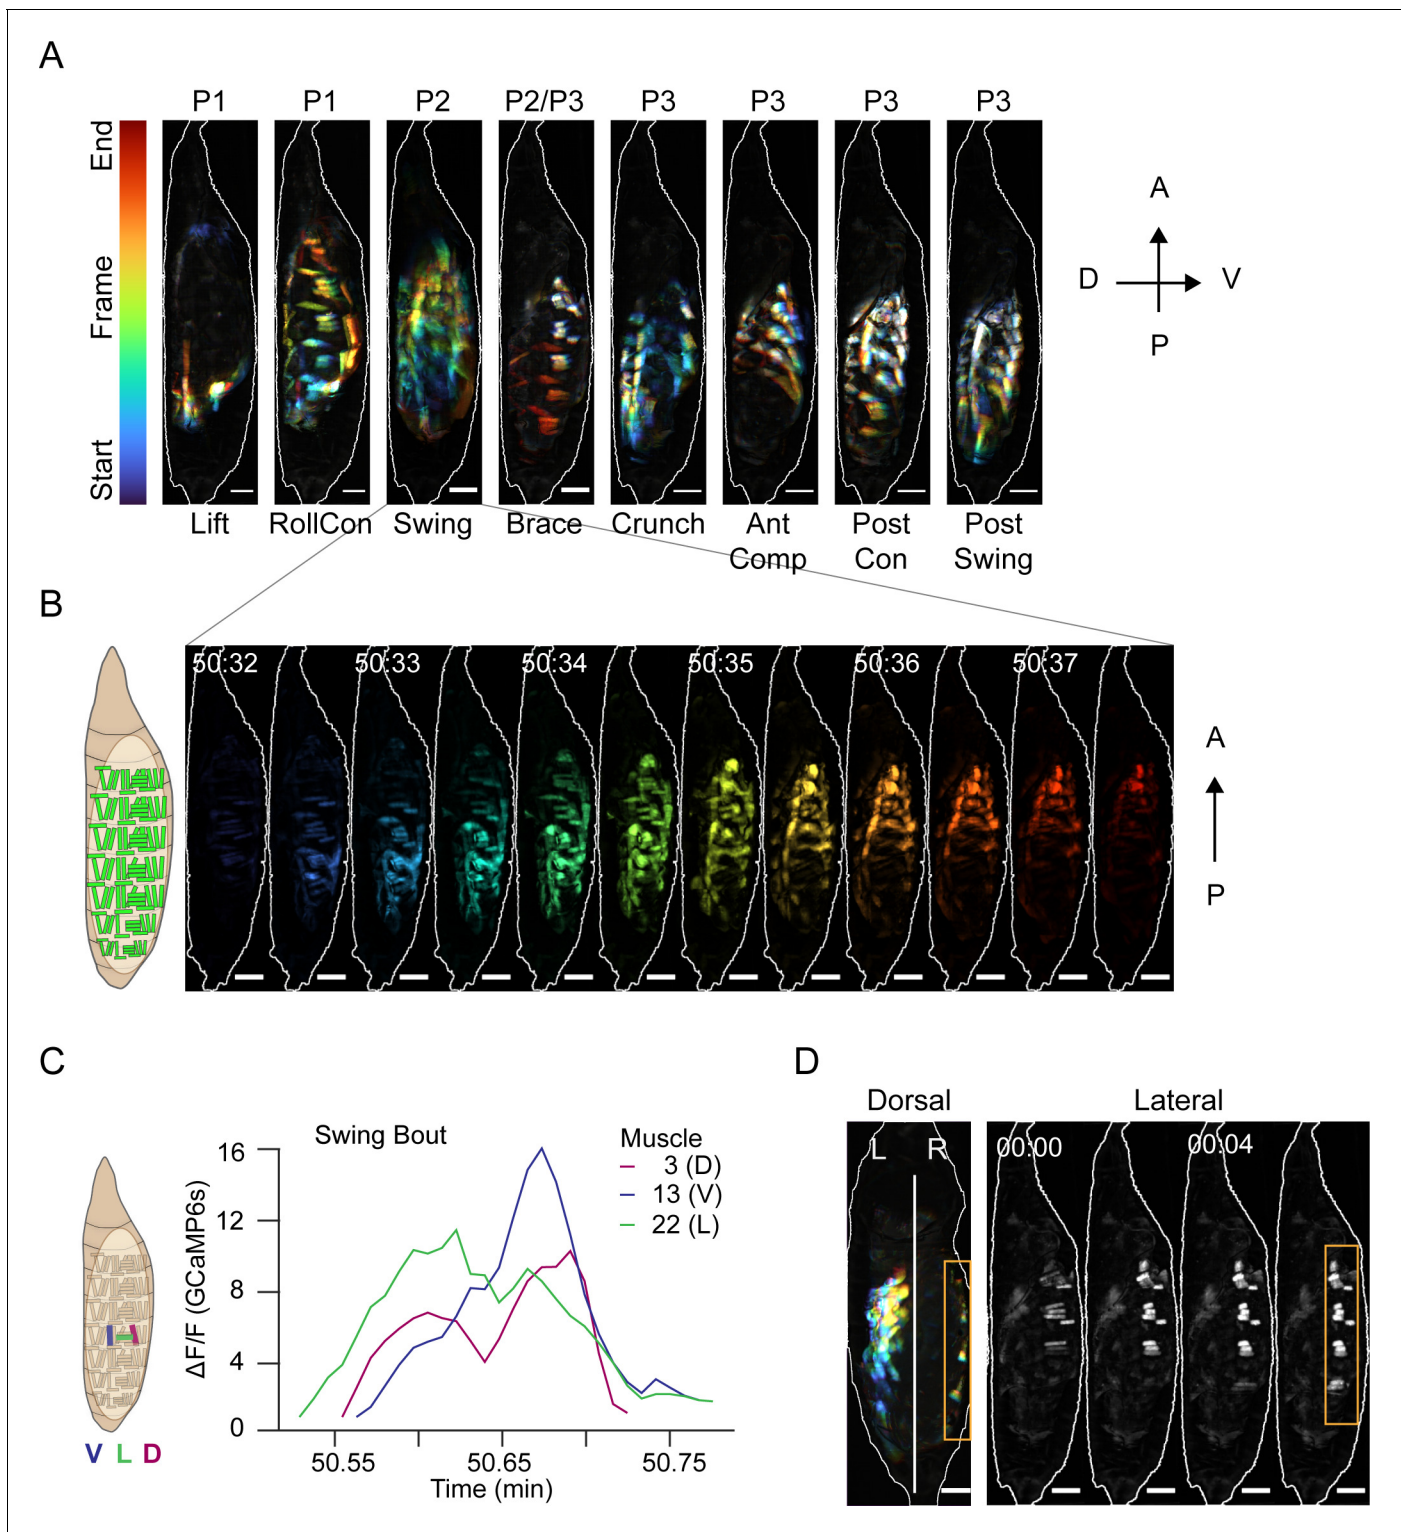 A
P1 P1 P2 P2/P3 P3 P3 P3 P3
End
Frame
Start
Lift RollCon Swing Brace Crunch Ant Comp Post Con Post Swing
A
D V
P
B
50:32 50:33 50:34 50:35 50:36 50:37
A
P
C
Swing Bout
Muscle
3 (D)
13 (V)
22 (L)
ΔF/F (GCaMP6s)
16
12
8
4
0
50.55 50.65 50.75
Time (min)
V L D
D
Dorsal Lateral
L R
00:00 00:04